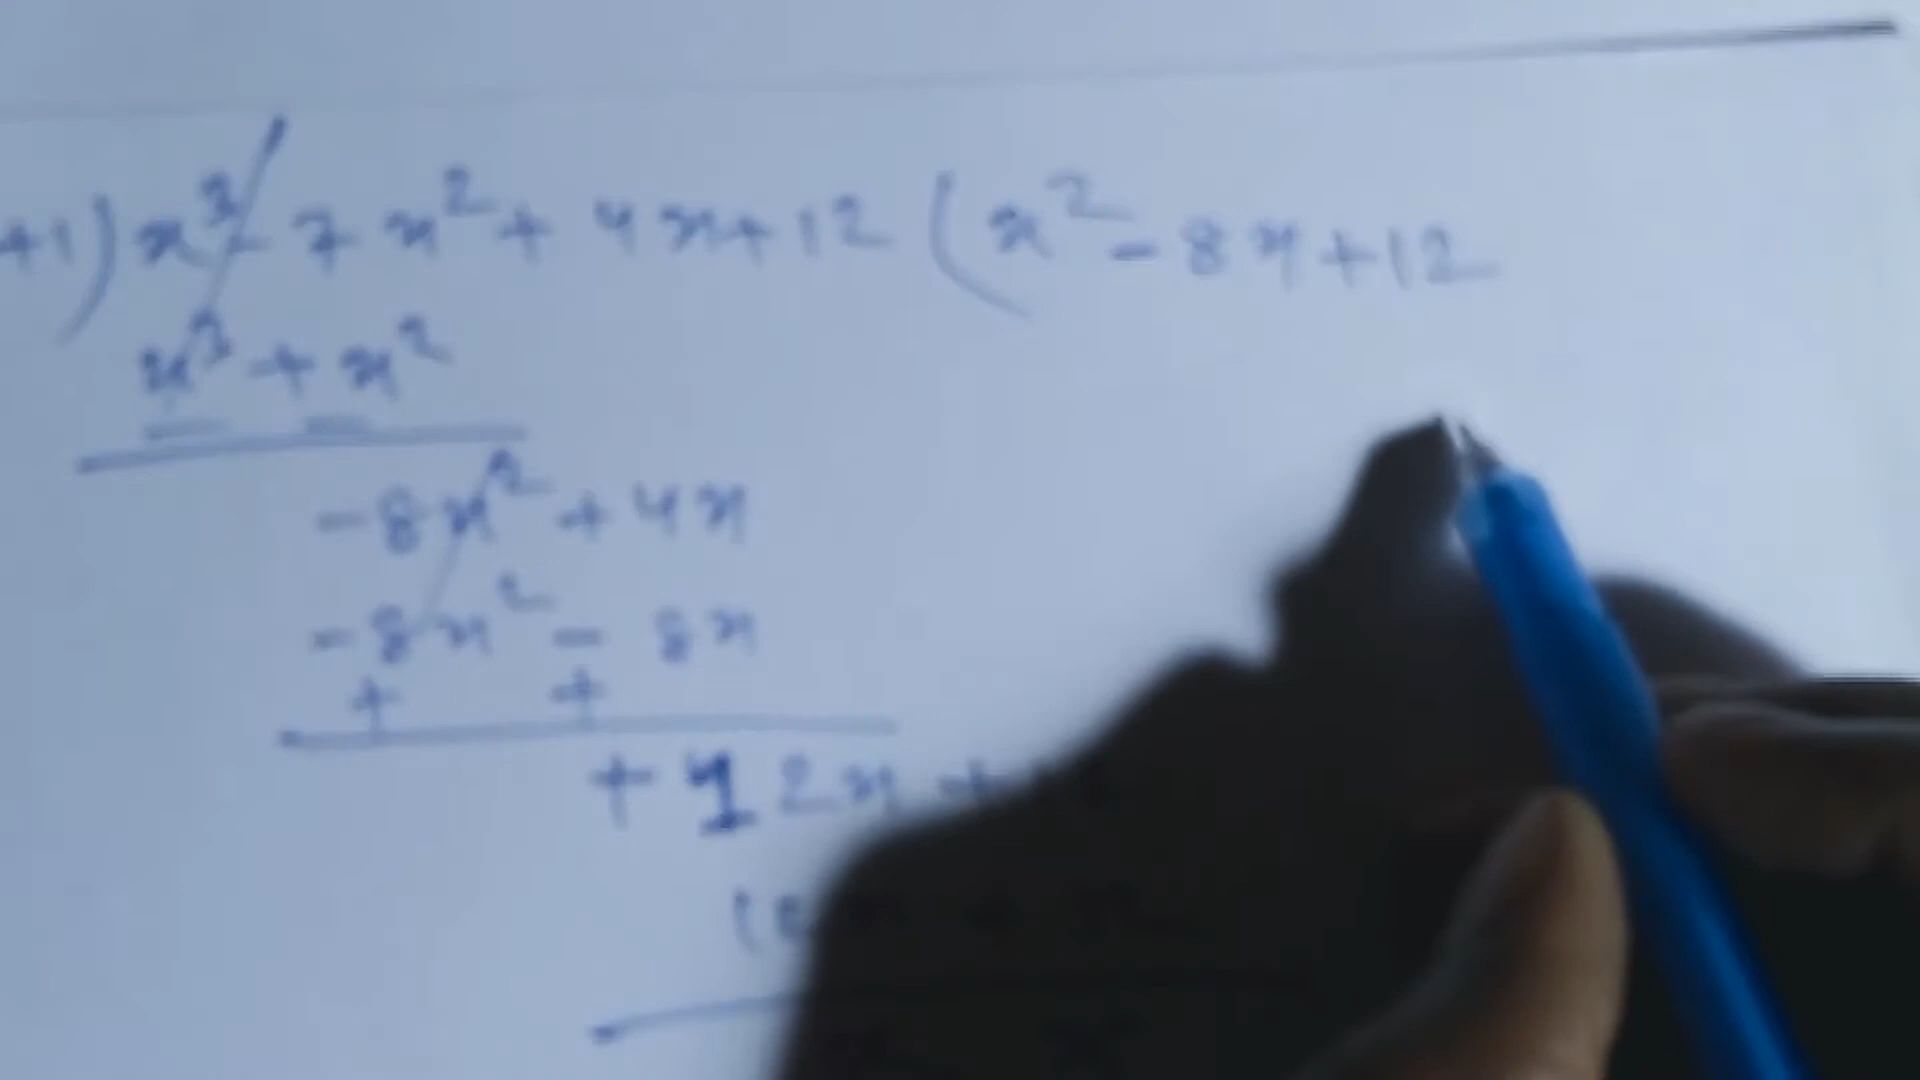 +1) x³ - 7x² + 4x + 12 ( x² - 8x + 12
x³ + x²
— —
-8x² + 4x
-8x² - 8x
+ +
+ 12x +